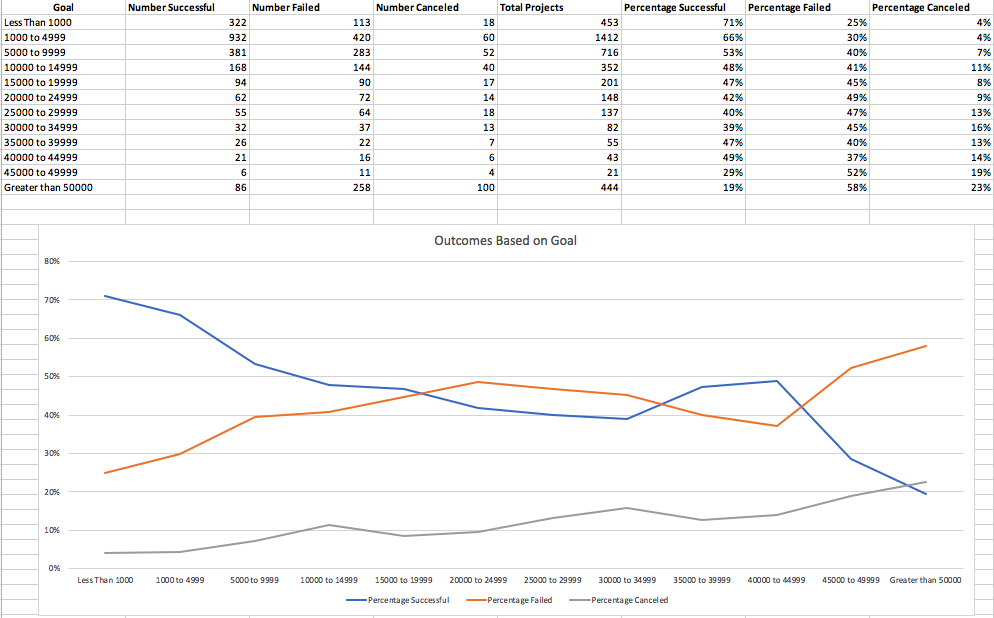 Goal Number Successful Number Failed Number Canceled Total Projects Percentage Successful Percentage Failed Percentage Canceled
Less Than 1000 322 113 18 453 71% 25% 4%
1000 to 4999 932 420 60 1412 66% 30% 4%
5000 to 9999 381 283 52 716 53% 40% 7%
10000 to 14999 168 144 40 352 48% 41% 11%
15000 to 19999 94 90 17 201 47% 45% 8%
20000 to 24999 62 72 14 148 42% 49% 9%
25000 to 29999 55 64 18 137 40% 47% 13%
30000 to 34999 32 37 13 82 39% 45% 16%
35000 to 39999 26 22 7 55 47% 40% 13%
40000 to 44999 21 16 6 43 49% 37% 14%
45000 to 49999 6 11 4 21 29% 52% 19%
Greater than 50000 86 258 100 444 19% 58% 23%
Outcomes Based on Goal
80%
70%
60%
50%
40%
30%
20%
10%
0%
Less Than 1000 1000 to 4999 5000 to 9999 10000 to 14999 15000 to 19999 20000 to 24999 25000 to 29999 30000 to 34999 35000 to 39999 40000 to 44999 45000 to 49999 Greater than 50000
Percentage Successful Percentage Failed Percentage Canceled